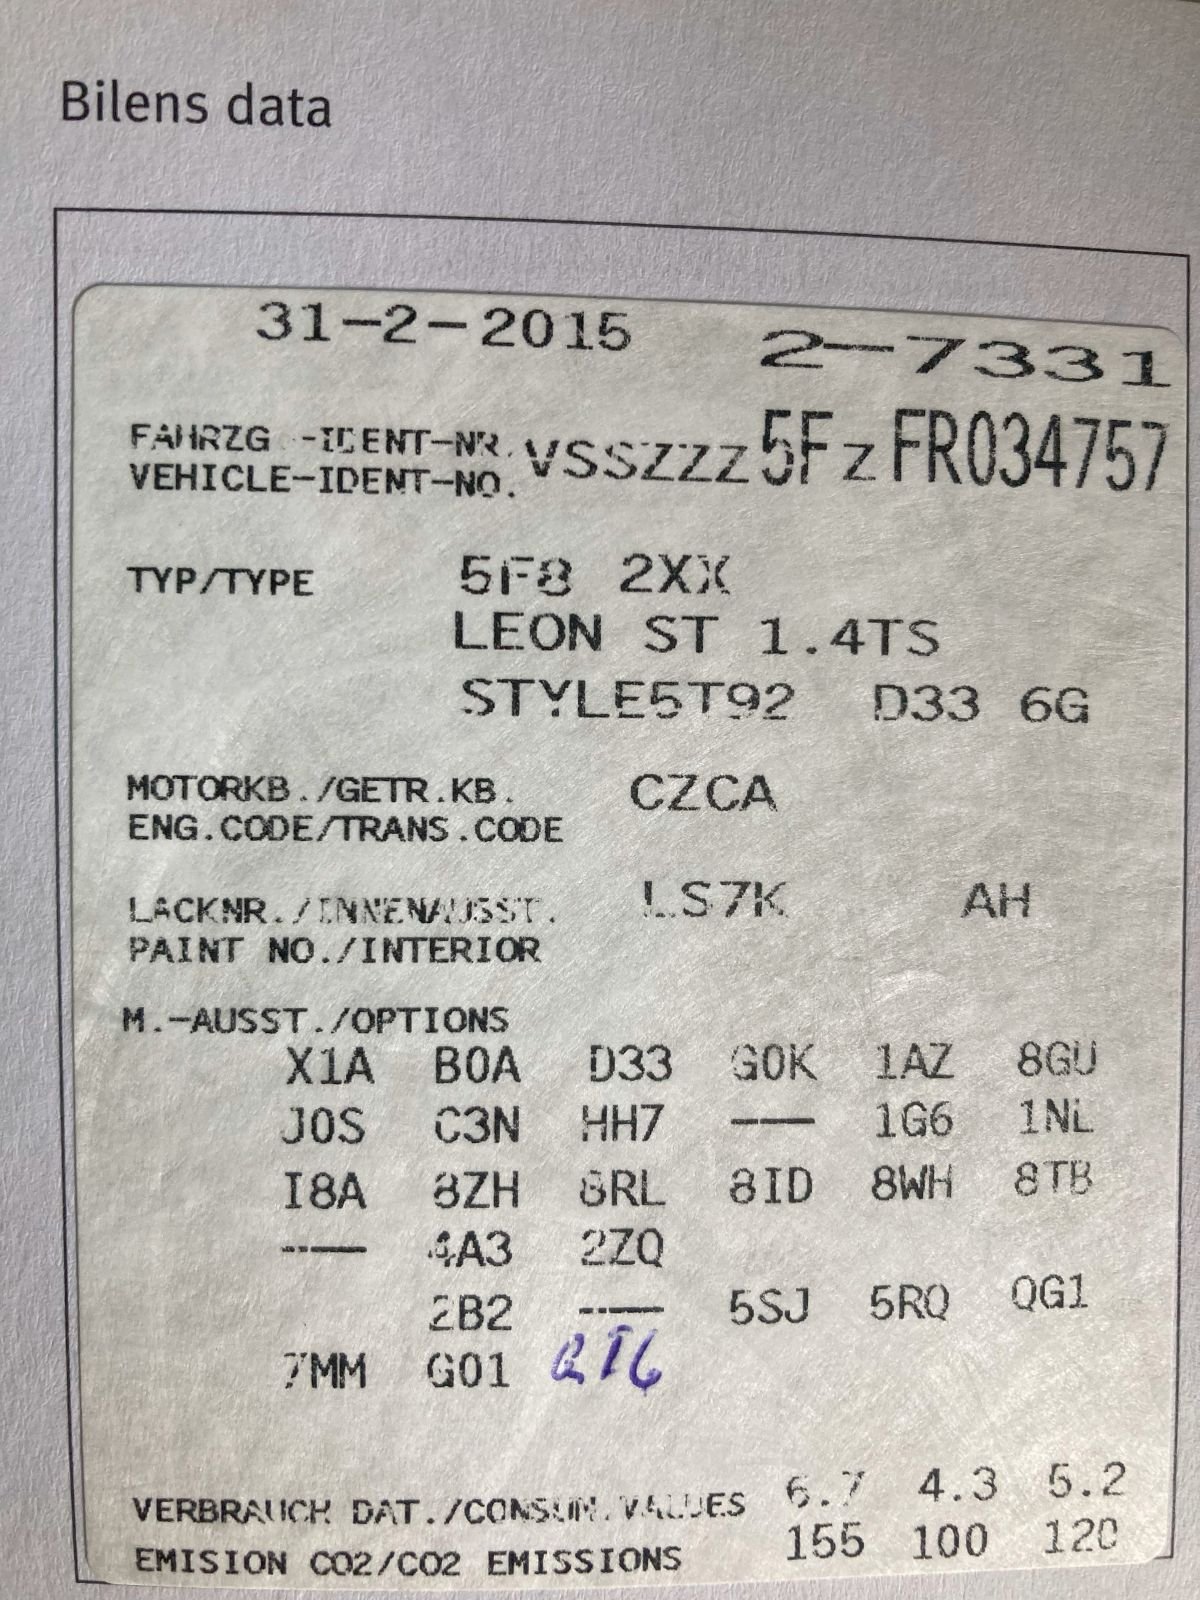 Bilens data
31-2-2015 2-7331
FAHRZG.-IDENT-NR.
VEHICLE-IDENT-NO. VSSZZZ5FZFR034757
TYP/TYPE 5F8 2XX
LEON ST 1.4TS
STYLE5T92 D33 6G
MOTORKB./GETR.KB. CZCA
ENG.CODE/TRANS.CODE
LACKNR./INNENAUSST. LS7K AH
PAINT NO./INTERIOR
M.-AUSST./OPTIONS
X1A B0A D33 G0K 1AZ 8GU
J0S C3N HH7 --- 1G6 1NL
I8A 8ZH 8RL 8ID 8WH 8TB
--- 4A3 2ZQ
2B2 --- 5SJ 5RQ QG1
7MM G01
VERBRAUCH DAT./CONSUM.VALUES 6.7 4.3 5.2
EMISION CO2/CO2 EMISSIONS 155 100 120